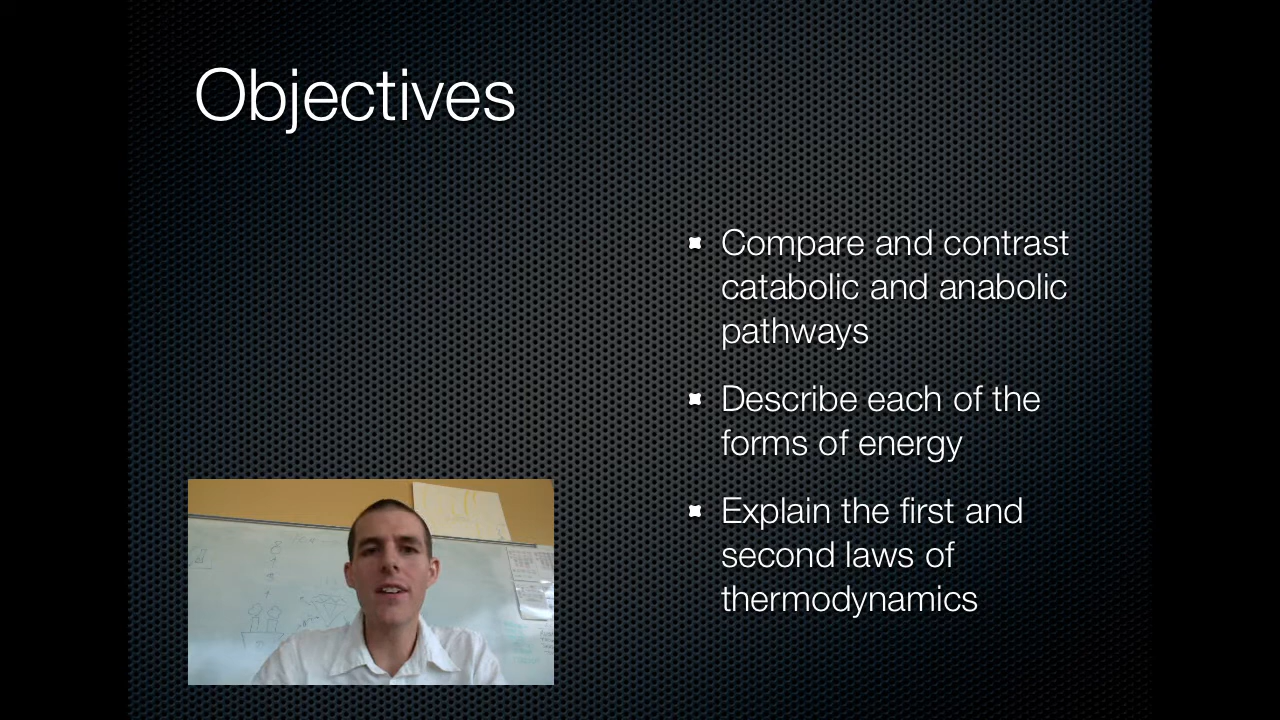 Objectives
Compare and contrast
catabolic and anabolic
pathways
Describe each of the
forms of energy
Explain the first and
second laws of
thermodynamics